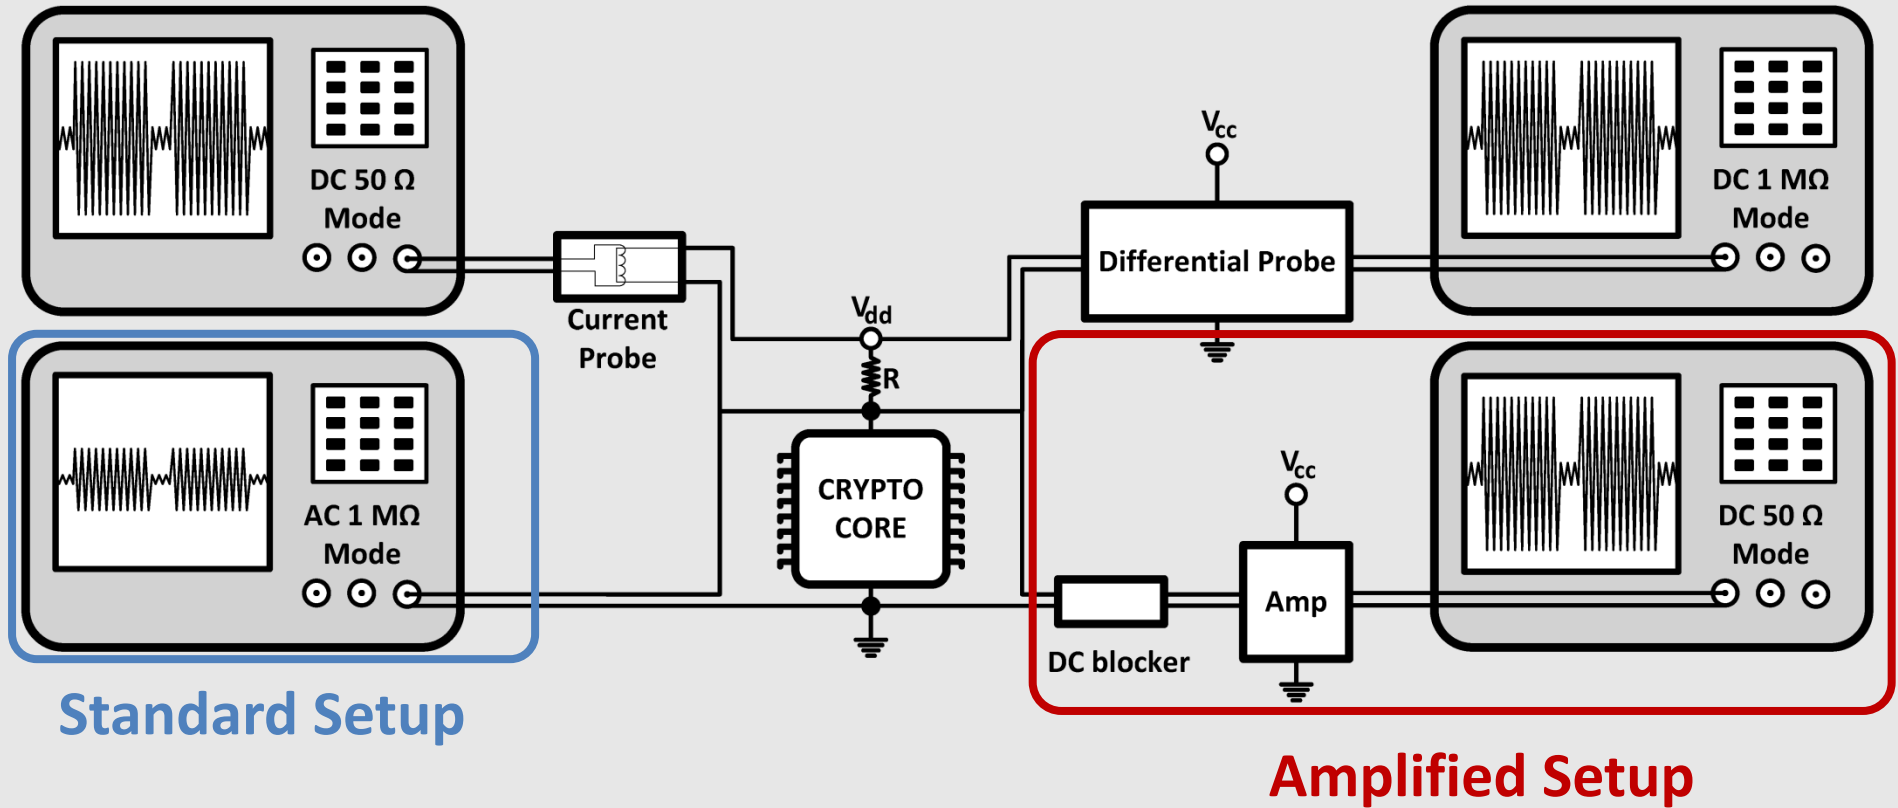 DC 50 Ω
Mode
Current
Probe
Vdd
R
Vcc
Differential Probe
DC 1 MΩ
Mode
AC 1 MΩ
Mode
CRYPTO
CORE
Vcc
Amp
DC blocker
DC 50 Ω
Mode
Standard Setup
Amplified Setup